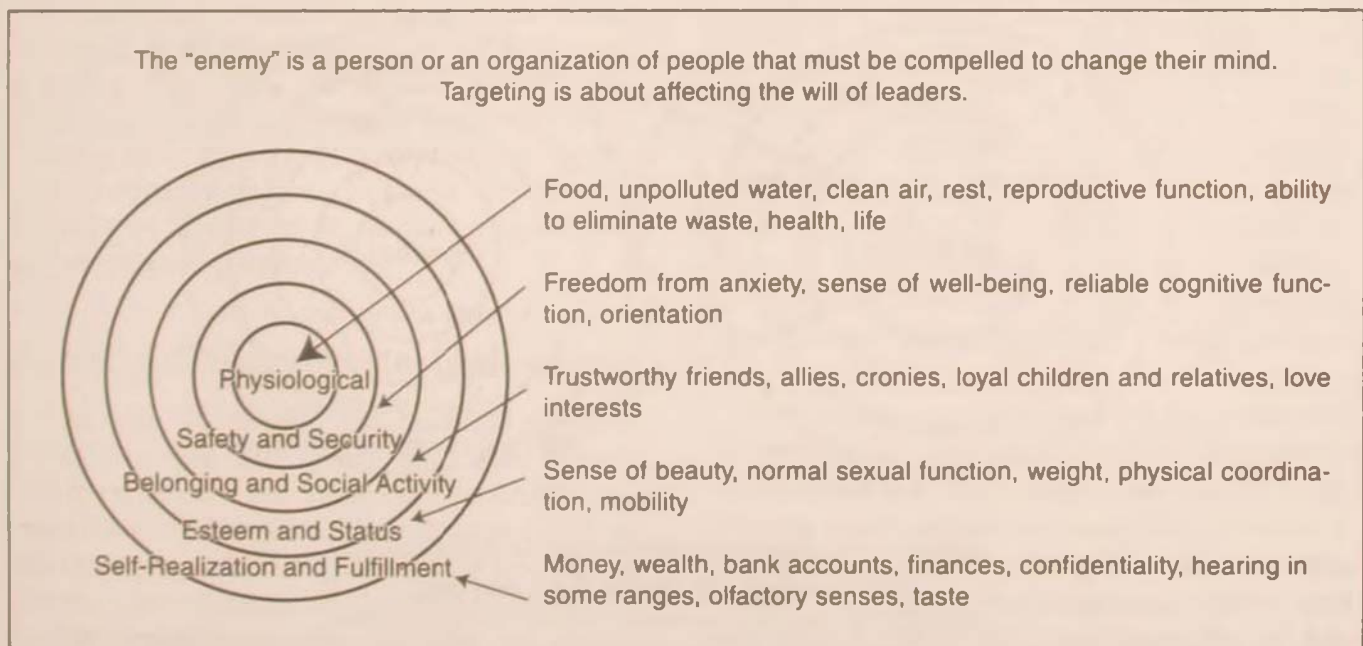 The "enemy" is a person or an organization of people that must be compelled to change their mind.
Targeting is about affecting the will of leaders.
Food, unpolluted water, clean air, rest, reproductive function, ability
to eliminate waste, health, life
Freedom from anxiety, sense of well-being, reliable cognitive func-
tion, orientation
Physiological
Trustworthy friends, allies, cronies, loyal children and relatives, love
interests
Safety and Security
Belonging and Social Activity
Sense of beauty, normal sexual function, weight, physical coordina-
tion, mobility
Esteem and Status
Self-Realization and Fulfillment
Money, wealth, bank accounts, finances, confidentiality, hearing in
some ranges, olfactory senses, taste